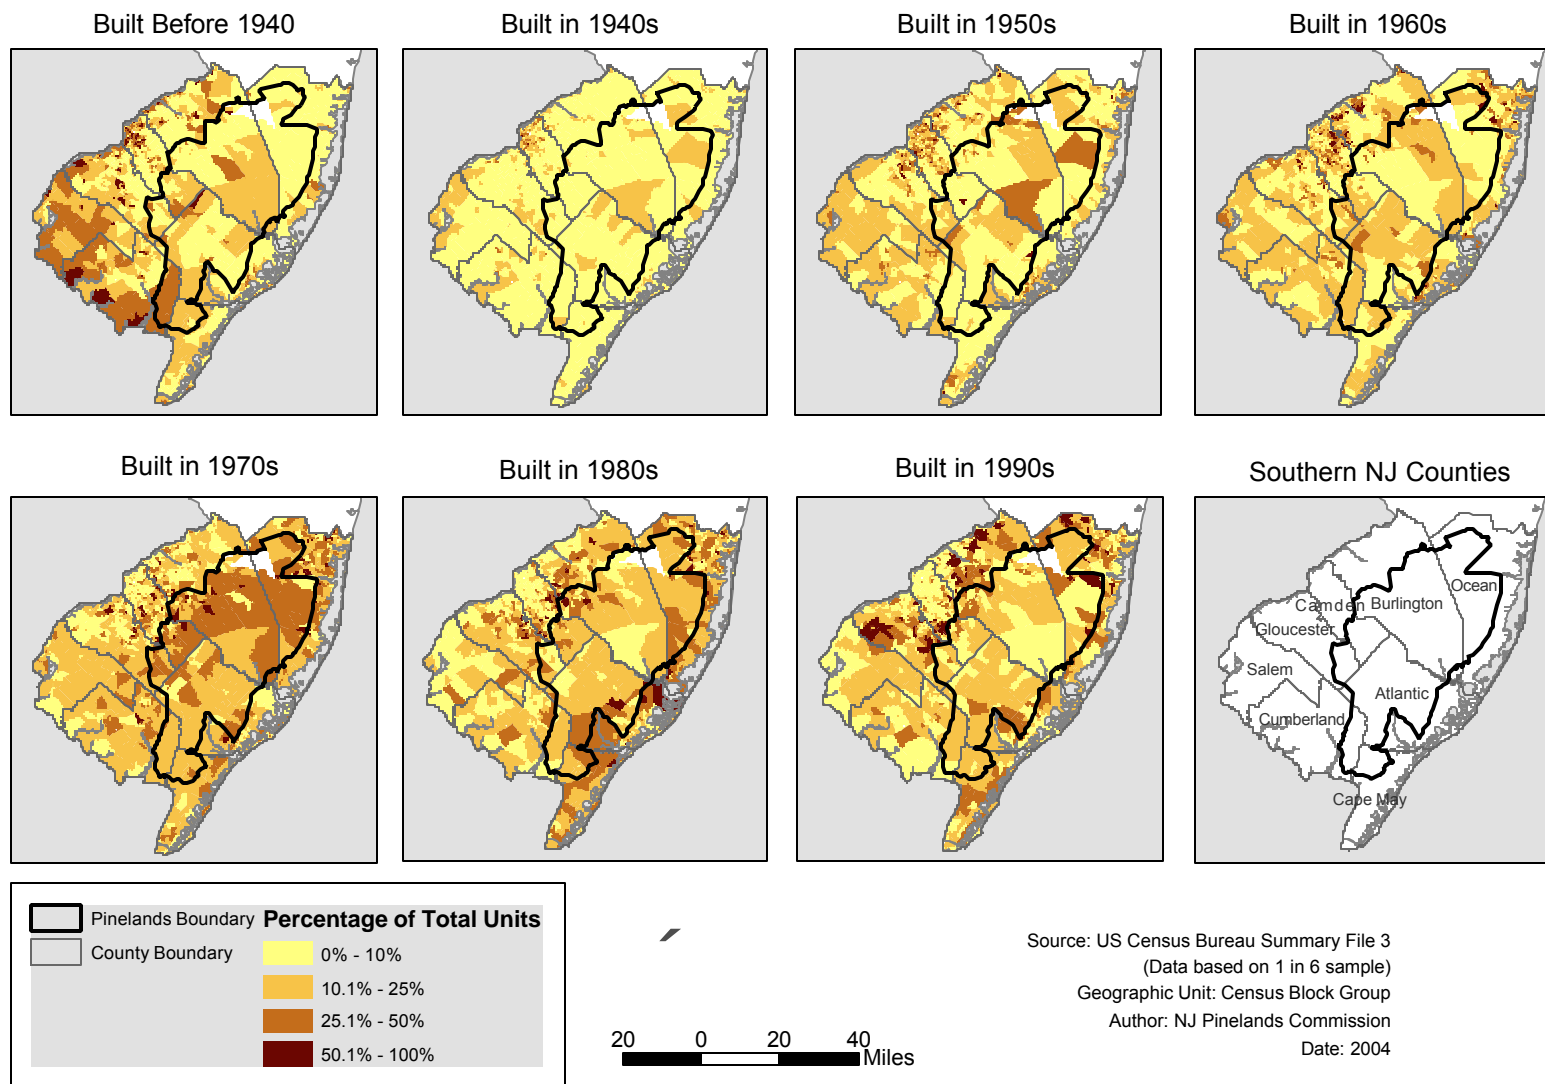 Built Before 1940
Built in 1940s
Built in 1950s
Built in 1960s
Built in 1970s
Built in 1980s
Built in 1990s
Southern NJ Counties
Ocean
Camden
Burlington
Gloucester
Salem
Atlantic
Cumberland
Cape May
Pinelands Boundary
County Boundary
Percentage of Total Units
0% - 10%
10.1% - 25%
25.1% - 50%
50.1% - 100%
20 0 20 40
Miles
Source: US Census Bureau Summary File 3
(Data based on 1 in 6 sample)
Geographic Unit: Census Block Group
Author: NJ Pinelands Commission
Date: 2004